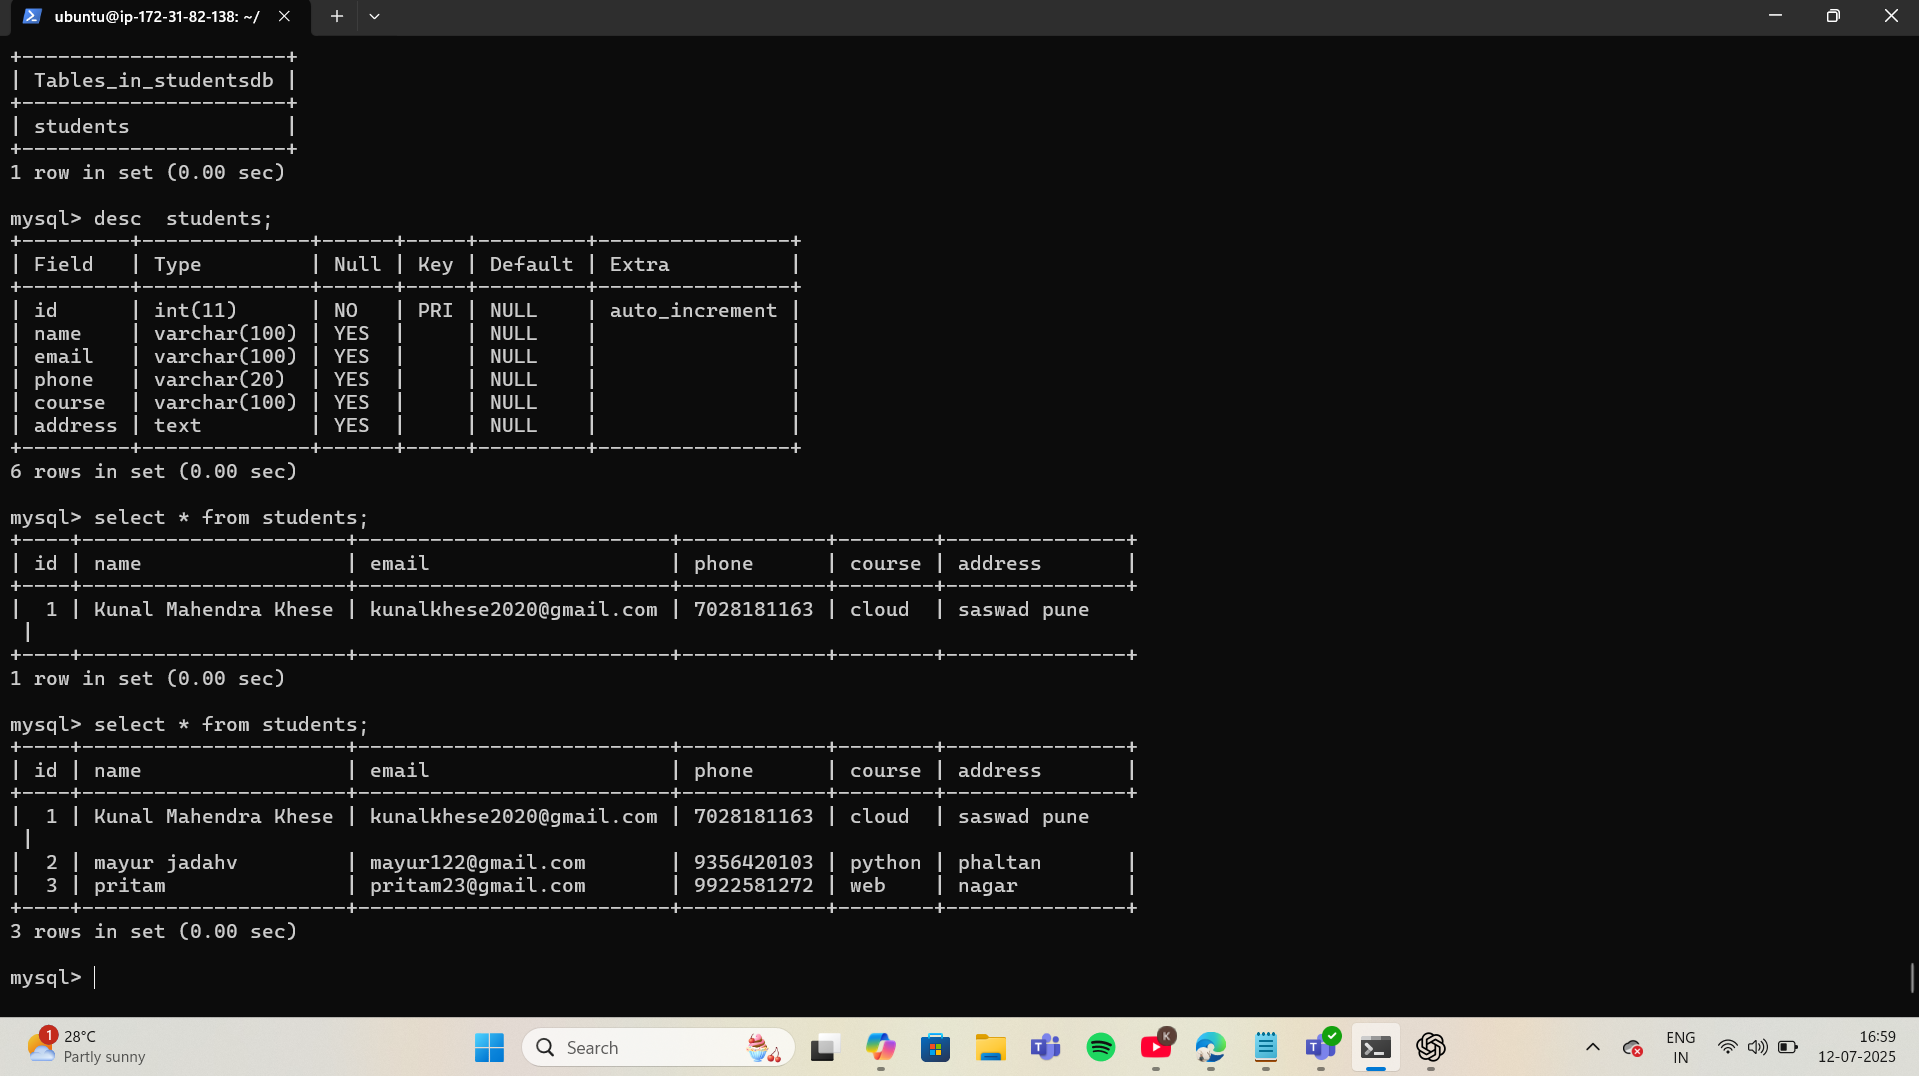 ubuntu@ip-172-31-82-138: ~/
+----------------------+
| Tables_in_studentsdb |
+----------------------+
| students             |
+----------------------+
1 row in set (0.00 sec)
mysql> desc  students;
+---------+--------------+------+-----+---------+----------------+
| Field   | Type         | Null | Key | Default | Extra          |
+---------+--------------+------+-----+---------+----------------+
| id      | int(11)      | NO   | PRI | NULL    | auto_increment |
| name    | varchar(100) | YES  |     | NULL    |                |
| email   | varchar(100) | YES  |     | NULL    |                |
| phone   | varchar(20)  | YES  |     | NULL    |                |
| course  | varchar(100) | YES  |     | NULL    |                |
| address | text         | YES  |     | NULL    |                |
+---------+--------------+------+-----+---------+----------------+
6 rows in set (0.00 sec)
mysql> select * from students;
+----+----------------------+--------------------------+------------+--------+---------------+
| id | name                 | email                    | phone      | course | address       |
+----+----------------------+--------------------------+------------+--------+---------------+
|  1 | Kunal Mahendra Khese | kunalkhese2020@gmail.com | 7028181163 | cloud  | saswad pune
 |
+----+----------------------+--------------------------+------------+--------+---------------+
1 row in set (0.00 sec)
mysql> select * from students;
+----+----------------------+--------------------------+------------+--------+---------------+
| id | name                 | email                    | phone      | course | address       |
+----+----------------------+--------------------------+------------+--------+---------------+
|  1 | Kunal Mahendra Khese | kunalkhese2020@gmail.com | 7028181163 | cloud  | saswad pune
 |
|  2 | mayur jadahv         | mayur122@gmail.com       | 9356420103 | python | phaltan       |
|  3 | pritam               | pritam23@gmail.com       | 9922581272 | web    | nagar         |
+----+----------------------+--------------------------+------------+--------+---------------+
3 rows in set (0.00 sec)
mysql>
1
28°C
Partly sunny
Search
K
ENG
IN
16:59
12-07-2025